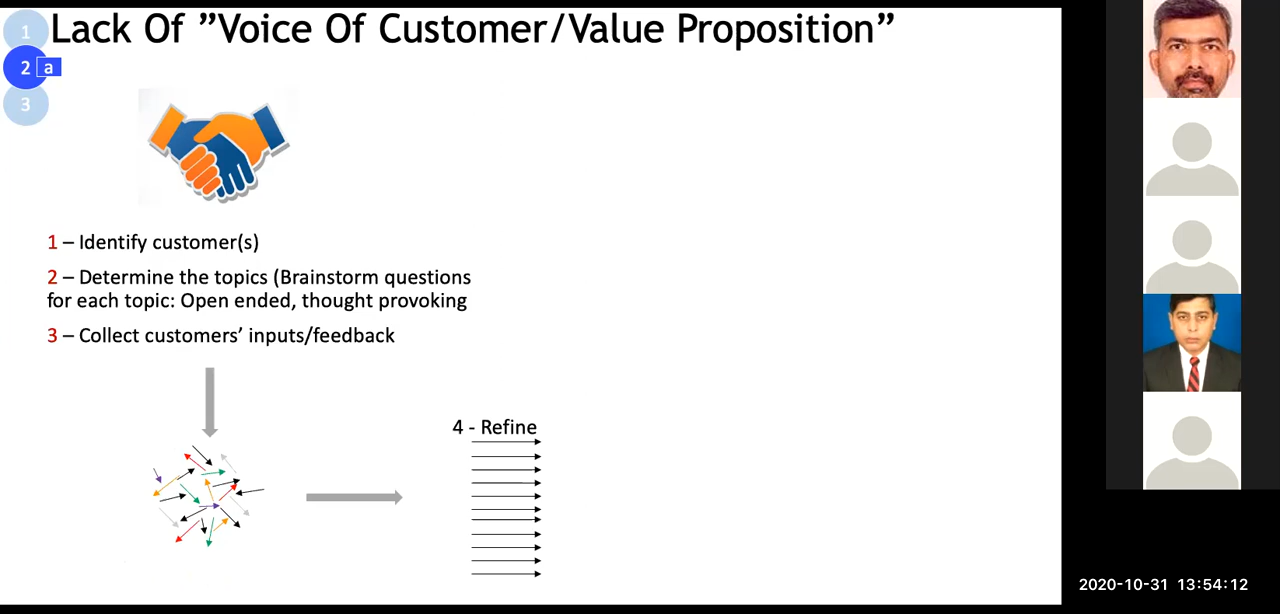 1
Lack Of ”Voice Of Customer/Value Proposition”
2 a
3
1 – Identify customer(s)
2 – Determine the topics (Brainstorm questions
for each topic: Open ended, thought provoking
3 – Collect customers’ inputs/feedback
4 - Refine
2020-10-31 13:54:12